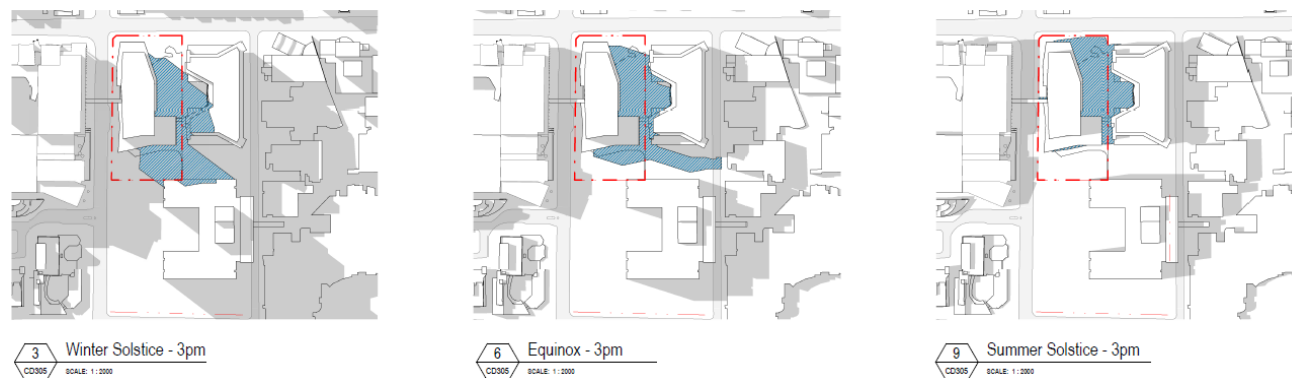 3 Winter Solstice - 3pm
CD305 SCALE: 1 : 2000
6 Equinox - 3pm
CD305 SCALE: 1 : 2000
9 Summer Solstice - 3pm
CD305 SCALE: 1 : 2000